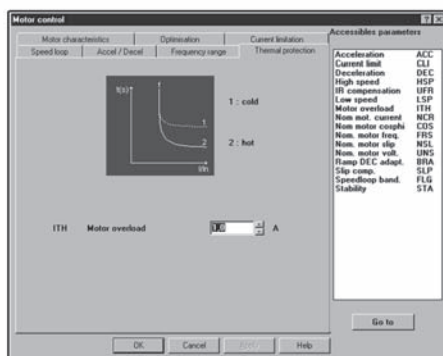 Motor control
Motor characteristics
Optimisation
Current limitation
Speed loop
Accel / Decel
Frequency range
Thermal protection
t(s)
1
2
I/In
1 : cold
2 : hot
ITH Motor overload 1,0 A
OK
Cancel
Apply
Help
Accessibles parameters
Acceleration ACC
Current limit CLI
Deceleration DEC
High speed HSP
IR compensation UFR
Low speed LSP
Motor overload ITH
Nom mot. current NCR
Nom motor cosphi COS
Nom. motor freq. FRS
Nom. motor slip NSL
Nom. motor volt. UNS
Ramp DEC adapt. BRA
Slip comp. SLP
Speedloop band. FLG
Stability STA
Go to